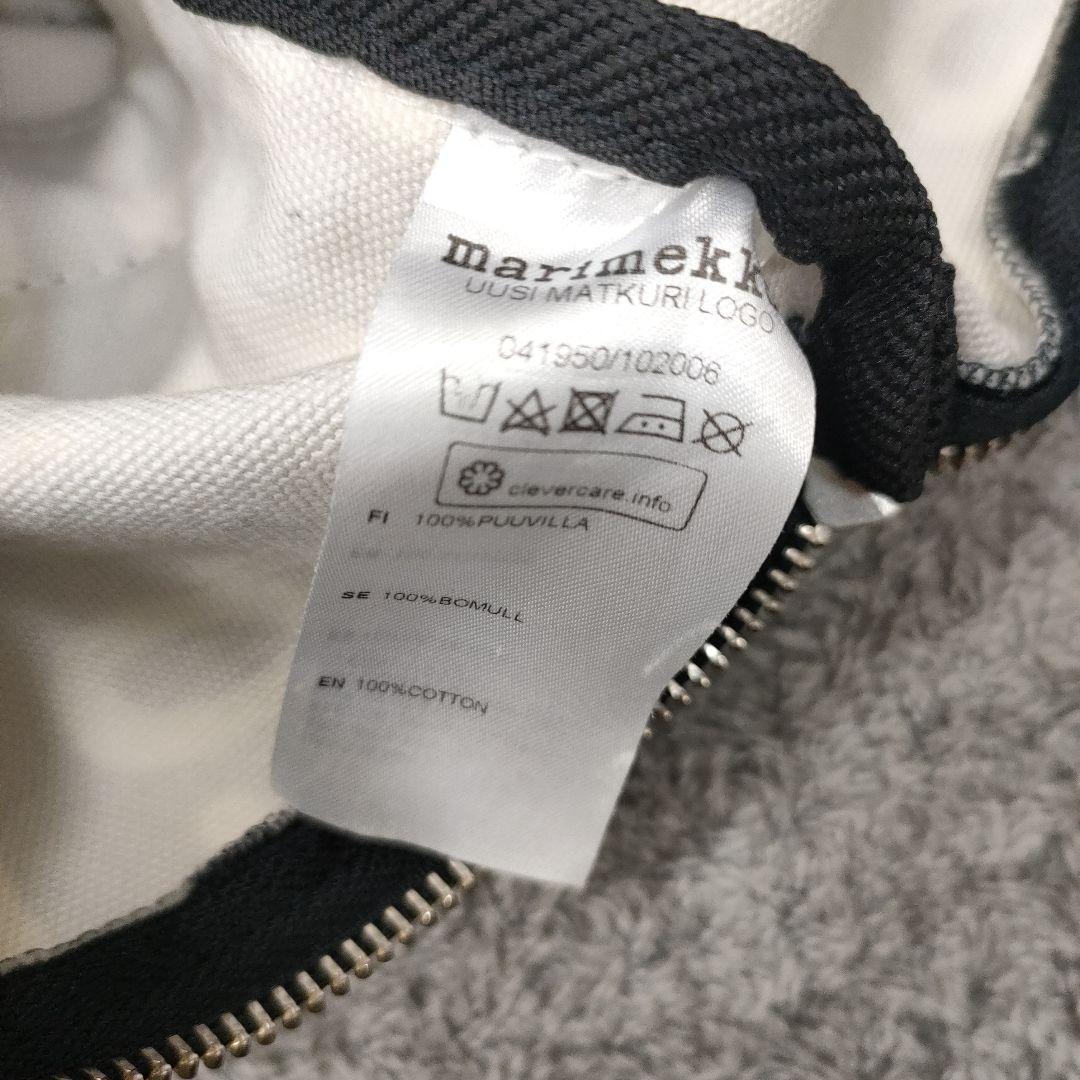 marimekk
UUSI MATKURI LOGO
041950/102006
clevercare.info
FI 100%PUUVILLA
SE 100%BOMULL
EN 100%COTTON